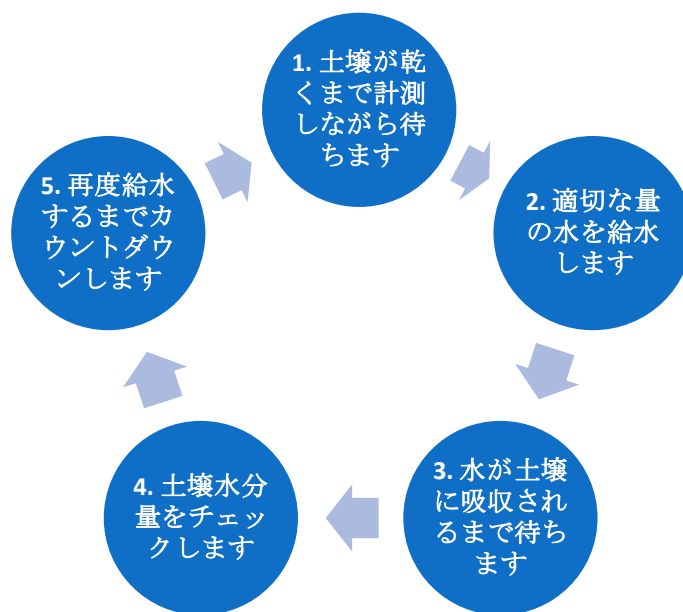 1. 土壌が乾
くまで計測
しながら待
ちます
2. 適切な量
の水を給水
します
3. 水が土壌
に吸収され
るまで待ち
ます
4. 土壌水分
量をチェッ
クします
5. 再度給水
するまでカ
ウントダウ
ンします